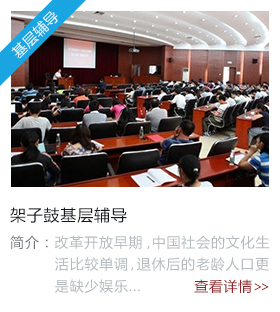 基层辅导
架子鼓基层辅导
简介：改革开放早期,中国社会的文化生
活比较单调,退休后的老龄人口更
是缺少娱乐... 查看详情>>